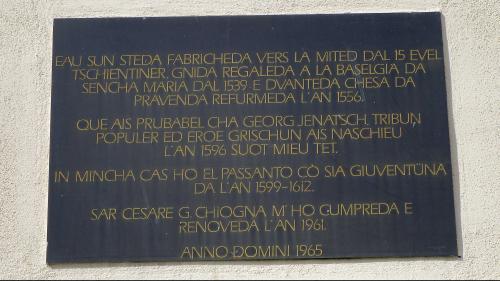 EAU SUN STEDA FABRICHEDA VERS LA MITED DAL 15 EVEL
TSCHIENTINER, GNIDA REGALEDA A LA BASELGIA DA
SENCHA MARIA DAL 1539 E DVANTEDA CHESA DA
PRAVENDA REFURMEDA L'AN 1556.
QUE AIS PRUBABEL CHA GEORG JENATSCH, TRIBUN
POPULER ED EROE GRISCHUN AIS NASCHIEU
L'AN 1596 SUOT MIEU TET.
IN MINCHA CAS HO EL PASSANTO CÒ SIA GIUVENTÜNA
DA L'AN 1599-1612.
SAR CESARE G. CHIOGNA M'HO CUMPREDA E
RENOVEDA L'AN 1961.
ANNO DOMINI 1965